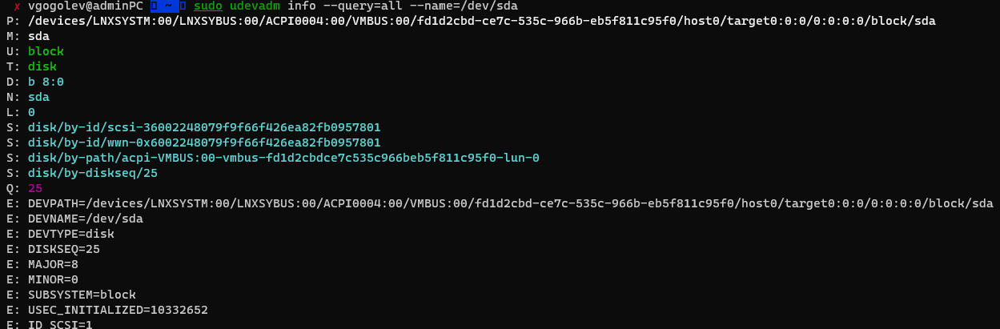 ✗ vgogolev@adminPC ~ sudo udevadm info --query=all --name=/dev/sda
P: /devices/LNXSYSTM:00/LNXSYBUS:00/ACPI0004:00/VMBUS:00/fd1d2cbd-ce7c-535c-966b-eb5f811c95f0/host0/target0:0:0/0:0:0:0/block/sda
M: sda
U: block
T: disk
D: b 8:0
N: sda
L: 0
S: disk/by-id/scsi-36002248079f9f66f426ea82fb0957801
S: disk/by-id/wwn-0x6002248079f9f66f426ea82fb0957801
S: disk/by-path/acpi-VMBUS:00-vmbus-fd1d2cbdce7c535c966beb5f811c95f0-lun-0
S: disk/by-diskseq/25
Q: 25
E: DEVPATH=/devices/LNXSYSTM:00/LNXSYBUS:00/ACPI0004:00/VMBUS:00/fd1d2cbd-ce7c-535c-966b-eb5f811c95f0/host0/target0:0:0/0:0:0:0/block/sda
E: DEVNAME=/dev/sda
E: DEVTYPE=disk
E: DISKSEQ=25
E: MAJOR=8
E: MINOR=0
E: SUBSYSTEM=block
E: USEC_INITIALIZED=10332652
E: ID_SCSI=1